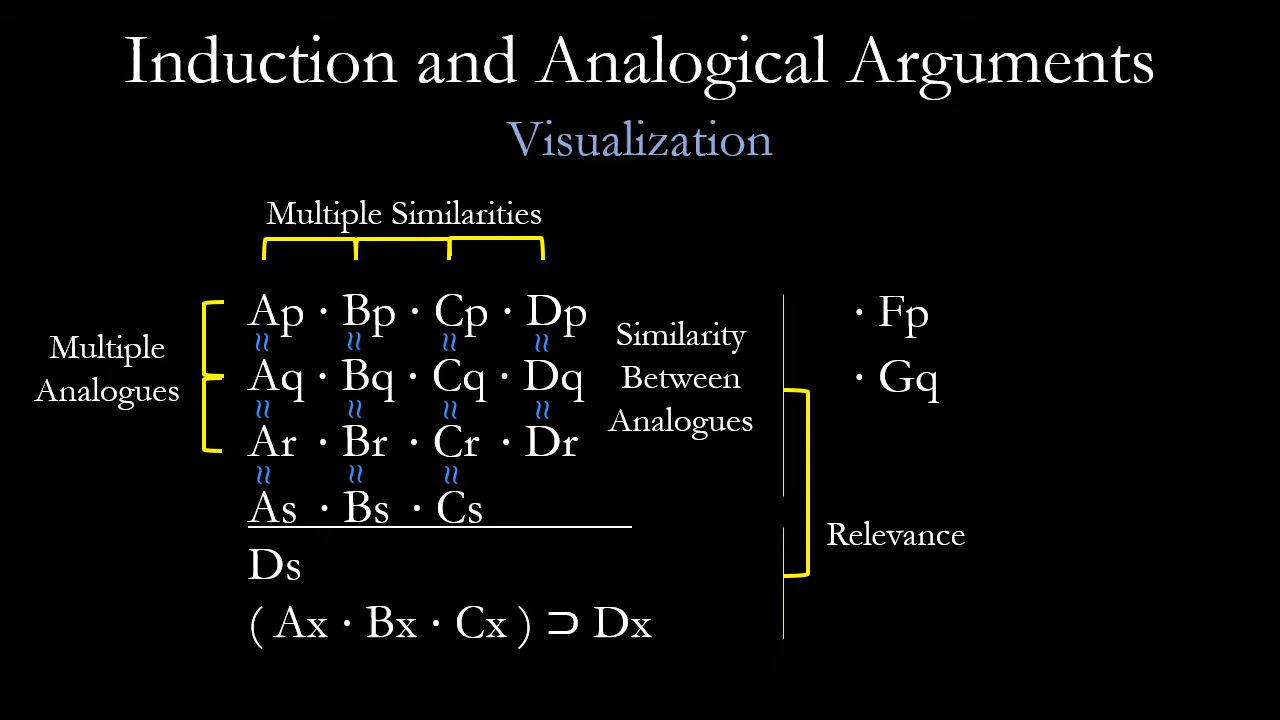 Induction and Analogical Arguments
Visualization
Multiple Similarities
Multiple
Analogues
Ap · Bp · Cp · Dp
≈ ≈ ≈ ≈
Aq · Bq · Cq · Dq
≈ ≈ ≈ ≈
Ar · Br · Cr · Dr
≈ ≈ ≈
As · Bs · Cs
Ds
( Ax · Bx · Cx ) ⊃ Dx
Similarity
Between
Analogues
· Fp
· Gq
Relevance